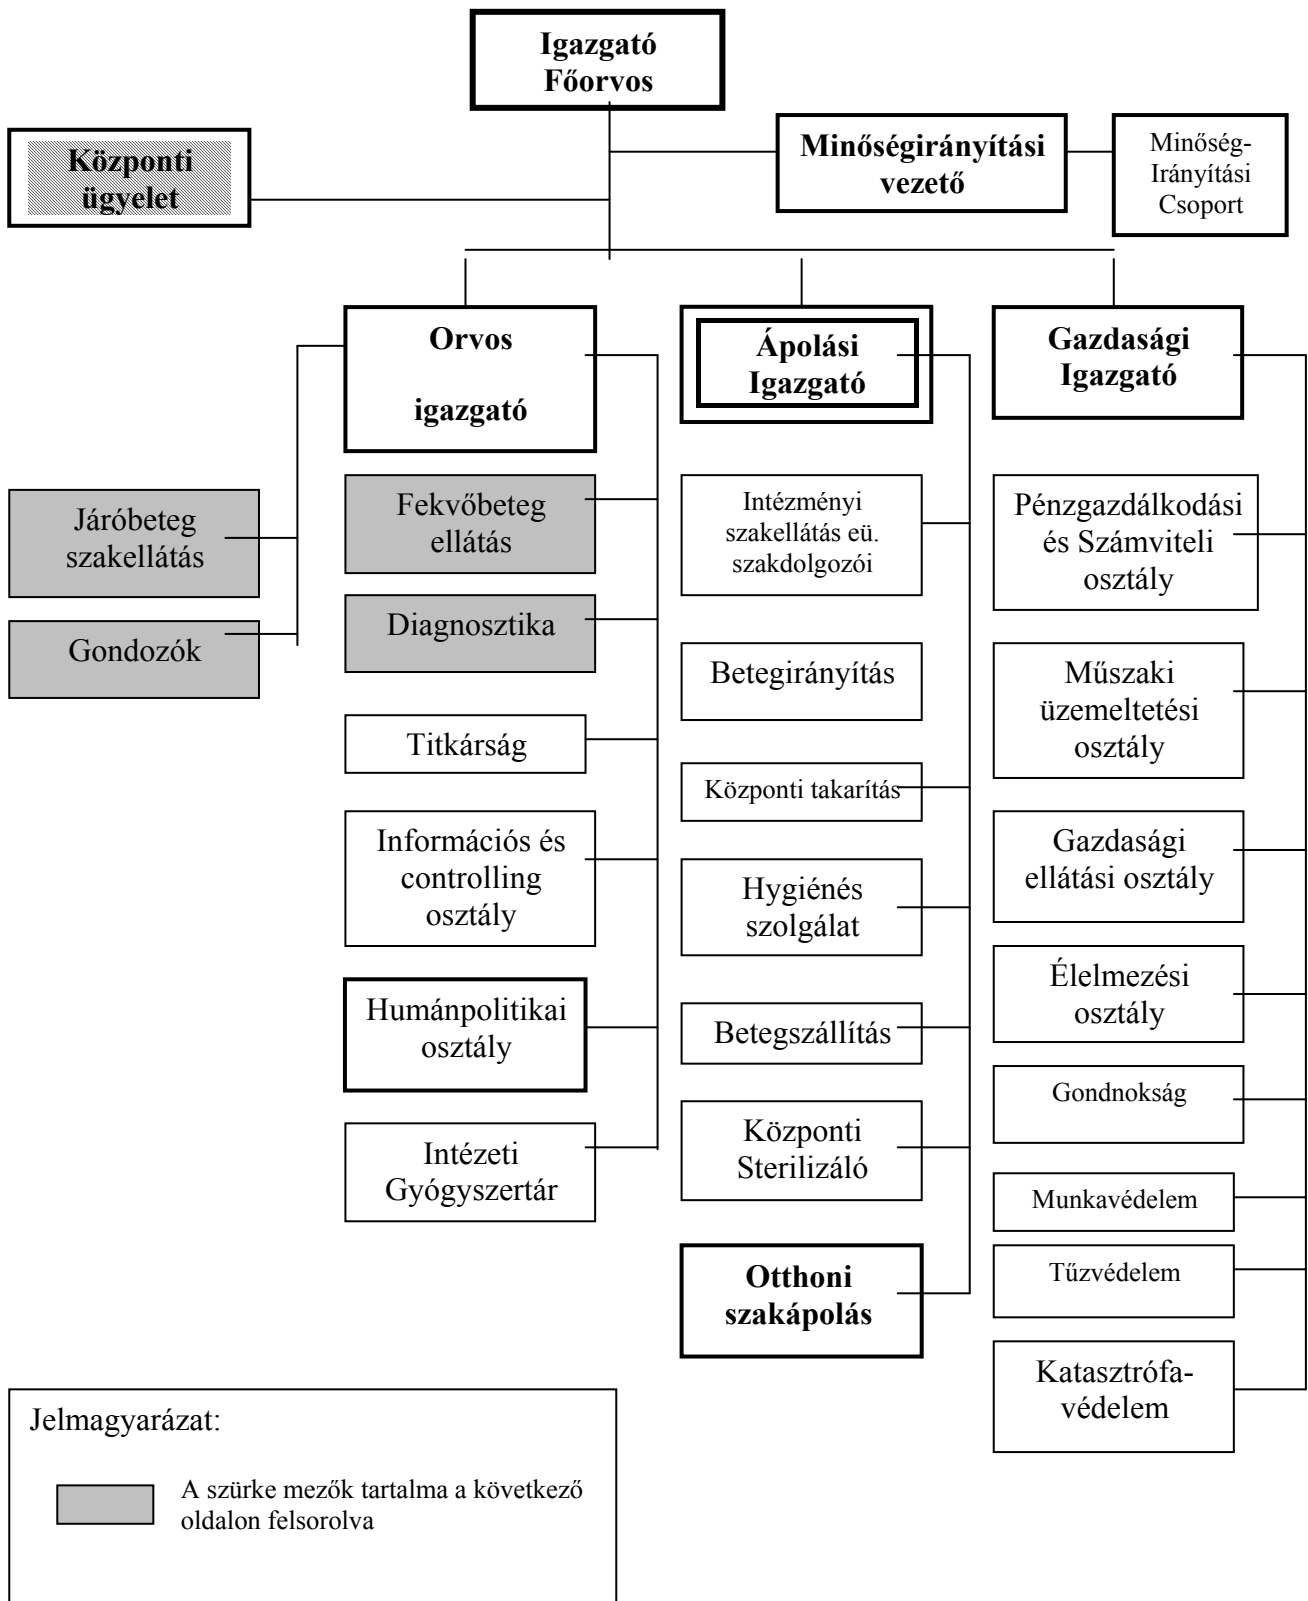 Igazgató
Főorvos
Központi
ügyelet
Minőségirányítási
vezető
Minőség-
Irányítási
Csoport
Orvos
igazgató
Ápolási
Igazgató
Gazdasági
Igazgató
Járóbeteg
szakellátás
Gondozók
Fekvőbeteg
ellátás
Diagnosztika
Titkárság
Információs és
controlling
osztály
Humánpolitikai
osztály
Intézeti
Gyógyszertár
Intézményi
szakellátás eü.
szakdolgozói
Betegirányítás
Központi takarítás
Hygiénés
szolgálat
Betegszállítás
Központi
Sterilizáló
Otthoni
szakápolás
Pénzgazdálkodási
és Számviteli
osztály
Műszaki
üzemeltetési
osztály
Gazdasági
ellátási osztály
Élelmezési
osztály
Gondnokság
Munkavédelem
Tűzvédelem
Katasztrófa-
védelem
Jelmagyarázat:
A szürke mezők tartalma a következő
oldalon felsorolva